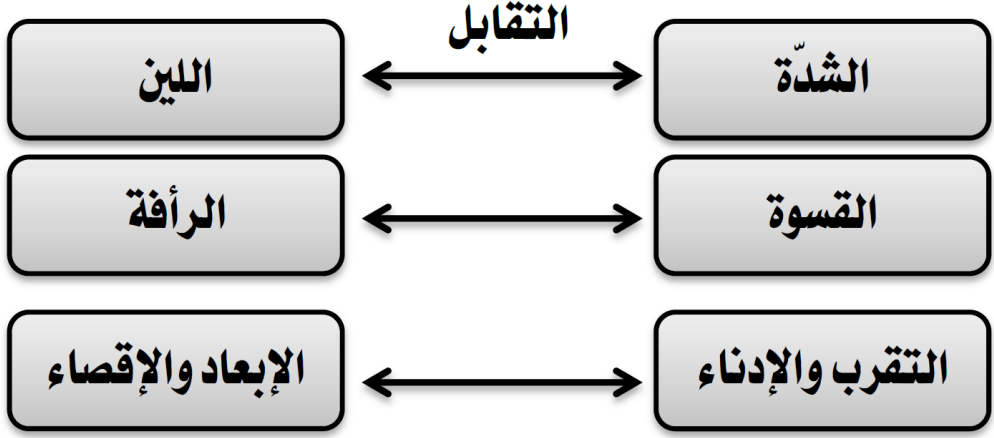 التقابل
الشدّة
اللين
القسوة
الرأفة
التقرب والإدناء
الإبعاد والإقصاء